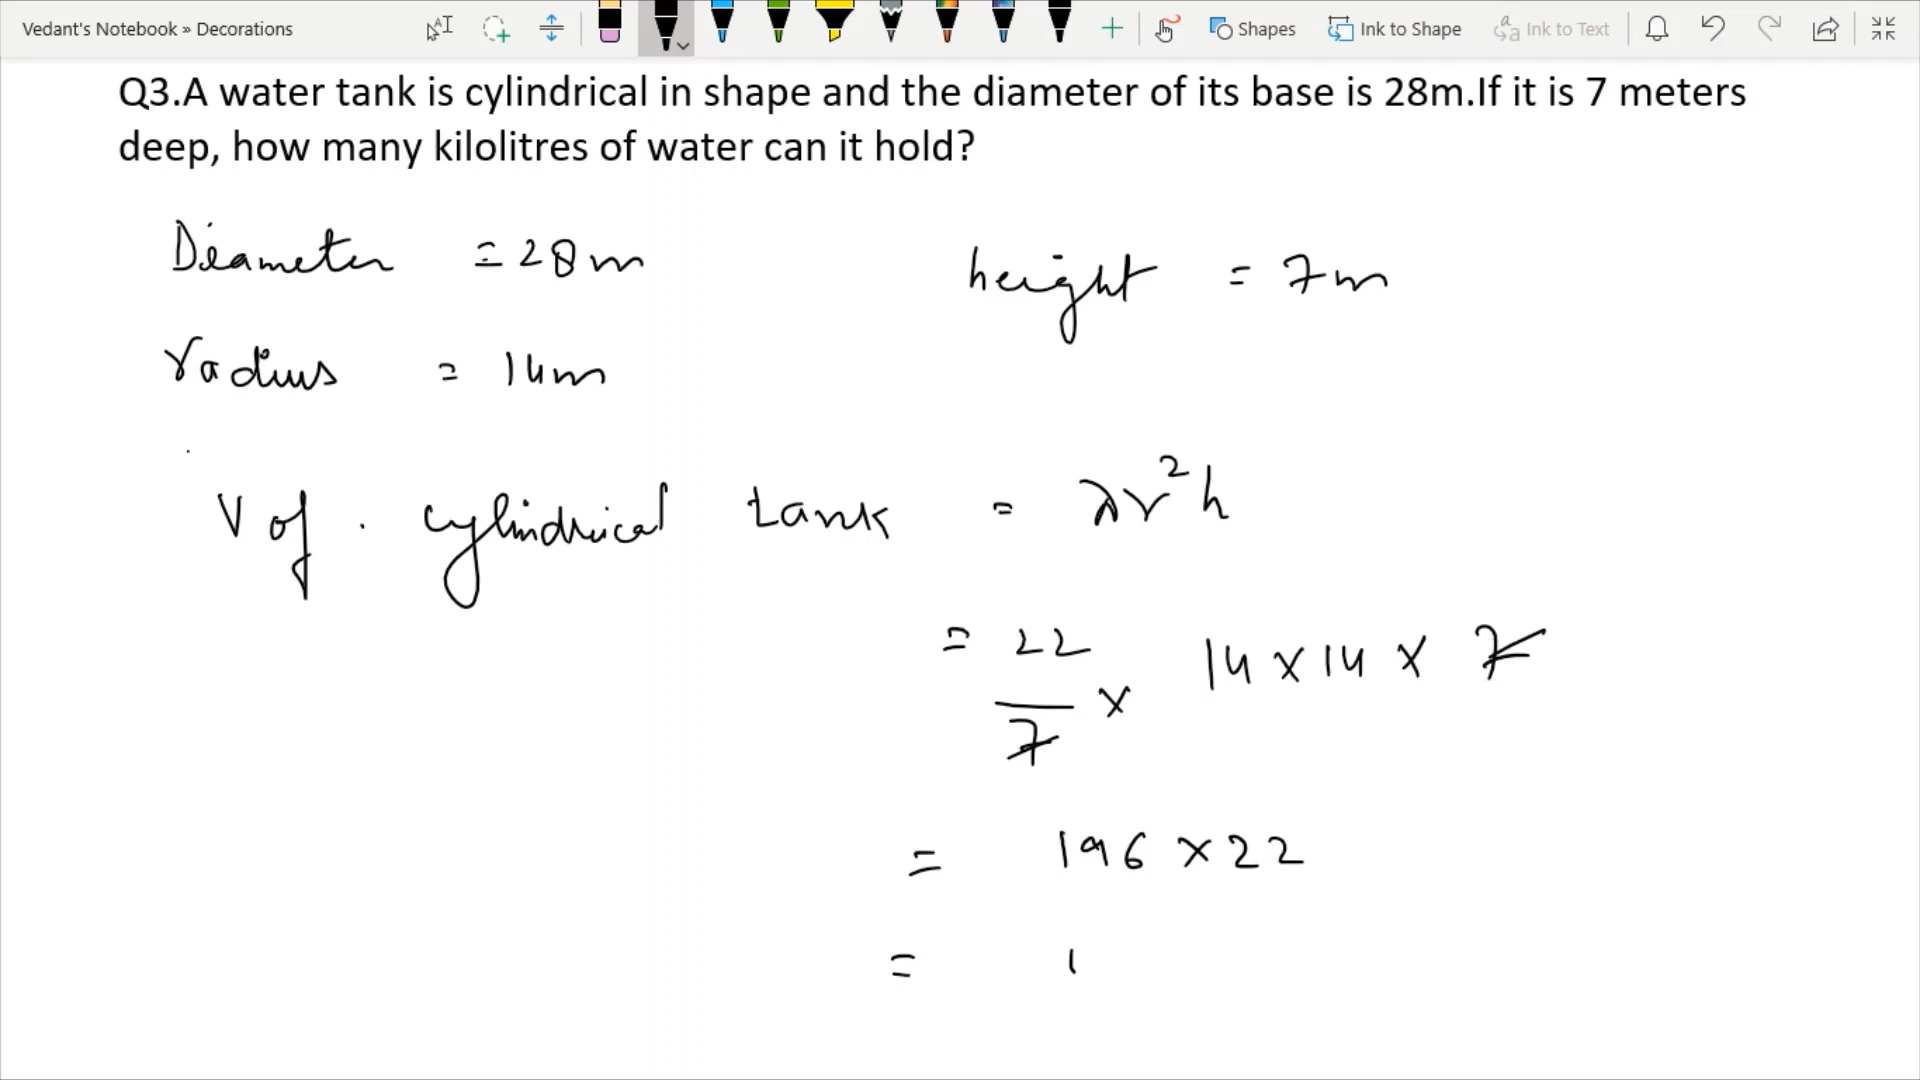 Vedant's Notebook » Decorations
Shapes
Ink to Shape
Ink to Text
Q3.A water tank is cylindrical in shape and the diameter of its base is 28m.If it is 7 meters
deep, how many kilolitres of water can it hold?
Diameter = 28m
height = 7m
radius = 14m
V of cylindrical tank = πr²h
= 22/7 × 14 × 14 × 7
= 196 × 22
= 1